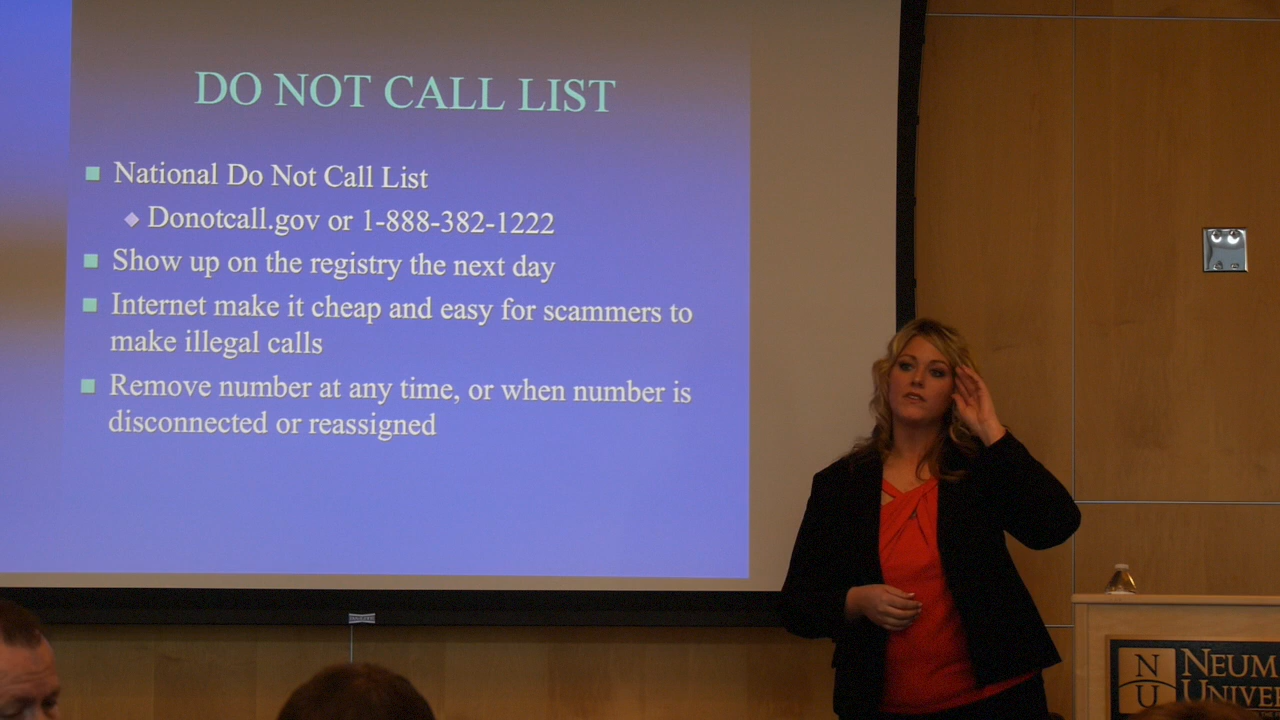 DO NOT CALL LIST
National Do Not Call List
Donotcall.gov or 1-888-382-1222
Show up on the registry the next day
Internet make it cheap and easy for scammers to
make illegal calls
Remove number at any time, or when number is
disconnected or reassigned
NU
NEUM
UNIVER